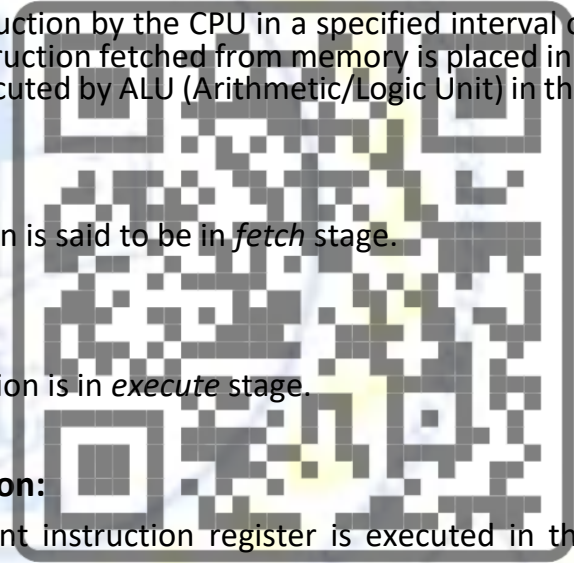 uction by the CPU in a specified interval
ruction fetched from memory is placed in
cuted by ALU (Arithmetic/Logic Unit) in th
n is said to be in fetch stage.
ion is in execute stage.
on:
nt instruction register is executed in th